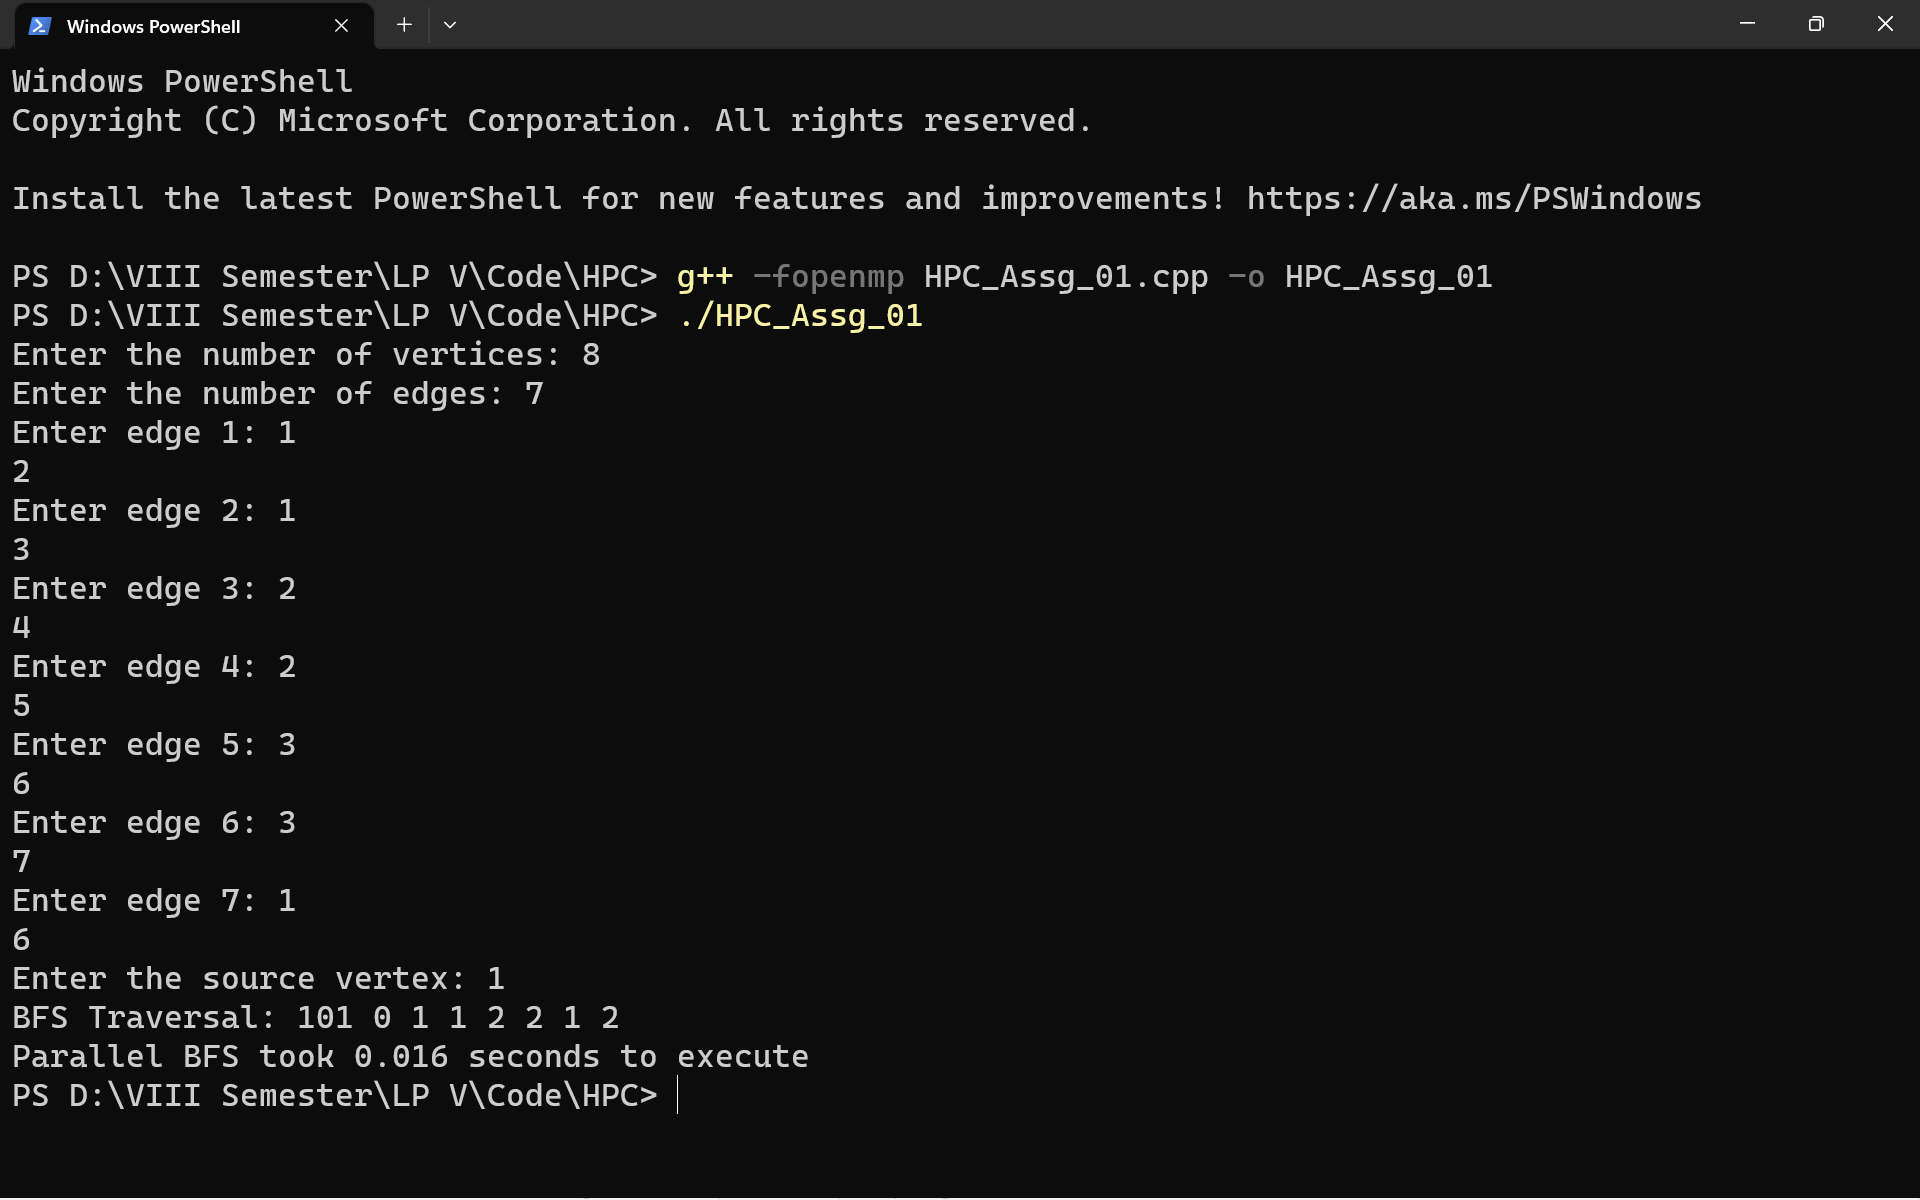 Windows PowerShell
Windows PowerShell
Copyright (C) Microsoft Corporation. All rights reserved.
Install the latest PowerShell for new features and improvements! https://aka.ms/PSWindows
PS D:\VIII Semester\LP V\Code\HPC> g++ -fopenmp HPC_Assg_01.cpp -o HPC_Assg_01
PS D:\VIII Semester\LP V\Code\HPC> ./HPC_Assg_01
Enter the number of vertices: 8
Enter the number of edges: 7
Enter edge 1: 1
2
Enter edge 2: 1
3
Enter edge 3: 2
4
Enter edge 4: 2
5
Enter edge 5: 3
6
Enter edge 6: 3
7
Enter edge 7: 1
6
Enter the source vertex: 1
BFS Traversal: 101 0 1 1 2 2 1 2
Parallel BFS took 0.016 seconds to execute
PS D:\VIII Semester\LP V\Code\HPC>